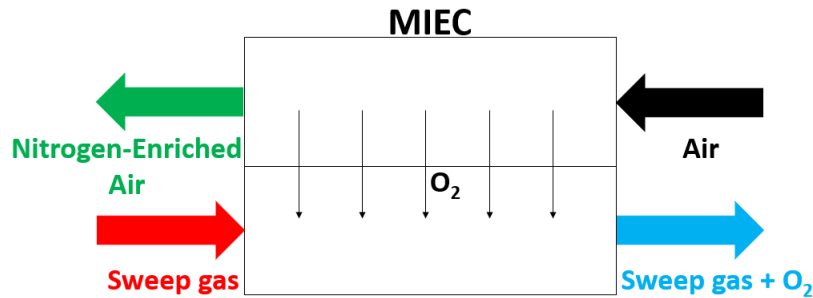 MIEC
Nitrogen-Enriched
Air
Air
O₂
Sweep gas
Sweep gas + O₂